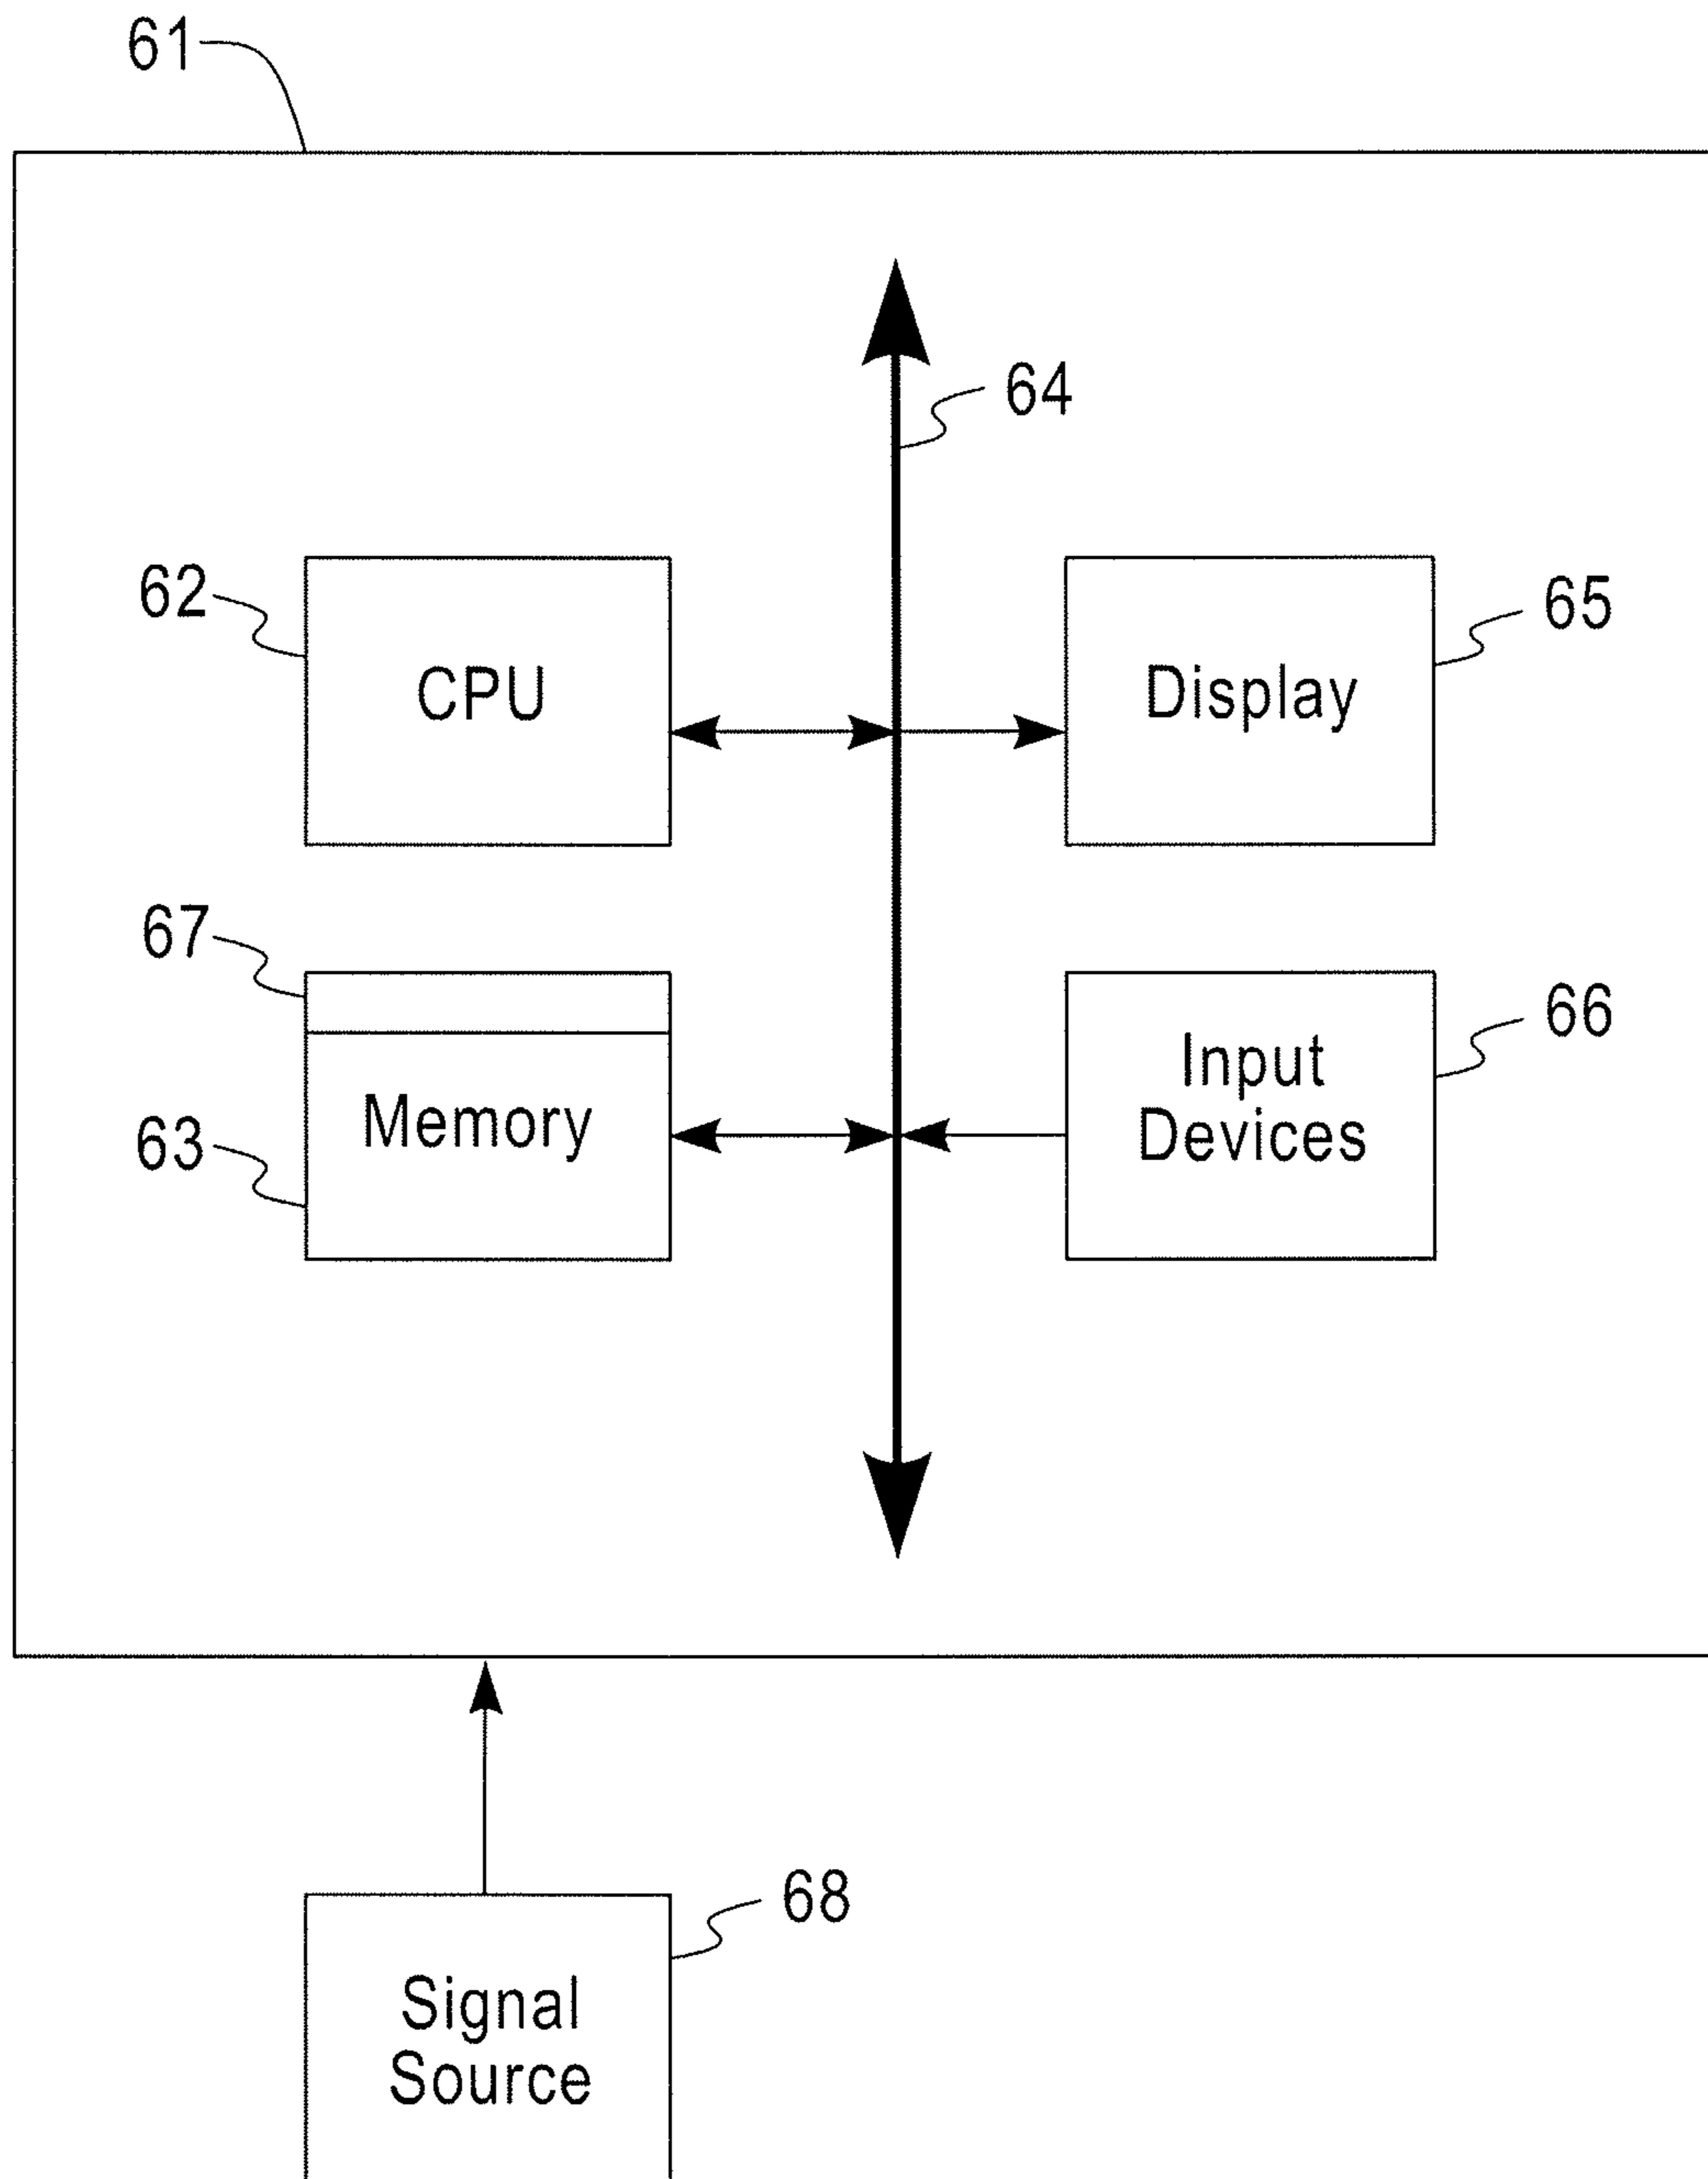 61
64
62
CPU
65
Display
67
Memory
63
66
Input
Devices
68
Signal
Source